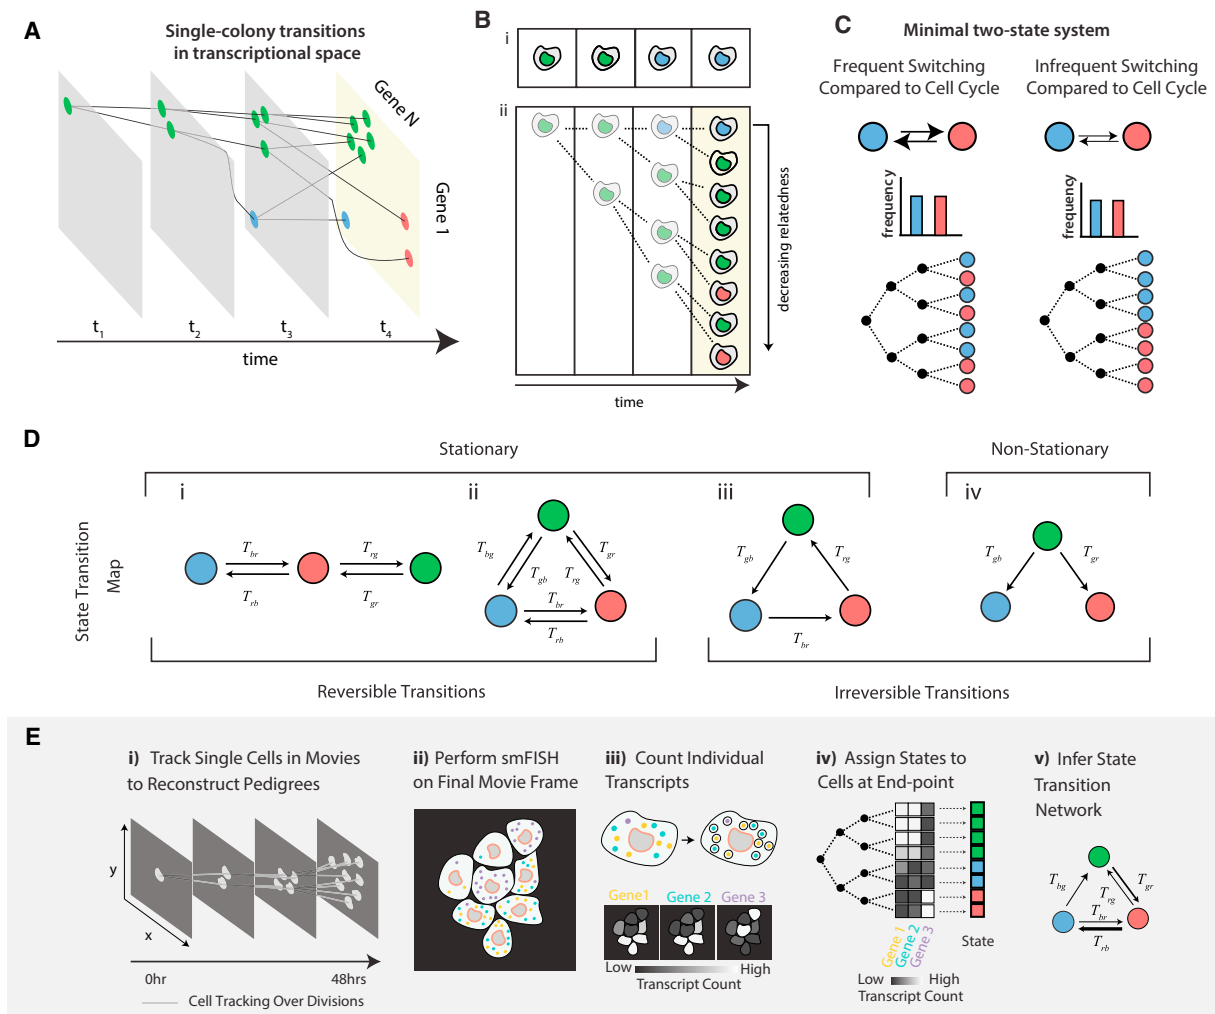 A
Single-colony transitions
in transcriptional space
Gene N
Gene 1
t1
t2
t3
t4
time
B
i
ii
decreasing relatedness
time
C
Minimal two-state system
Frequent Switching
Compared to Cell Cycle
Infrequent Switching
Compared to Cell Cycle
frequency
frequency
D
Stationary
Non-Stationary
State Transition
Map
i
Tbr
Trb
Trg
Tgr
ii
Tbg
Tgb
Tgr
Trg
Tbr
Trb
iii
Tgb
Trg
Tbr
iv
Tgb
Tgr
Reversible Transitions
Irreversible Transitions
E
i) Track Single Cells in Movies
to Reconstruct Pedigrees
y
x
0hr
48hrs
Cell Tracking Over Divisions
ii) Perform smFISH
on Final Movie Frame
iii) Count Individual
Transcripts
Gene1
Gene 2
Gene 3
Low
High
Transcript Count
iv) Assign States to
Cells at End-point
Gene 1
Gene 2
Gene 3
State
Low
High
Transcript Count
v) Infer State
Transition
Network
Tbg
Tgr
Trg
Tbr
Trb